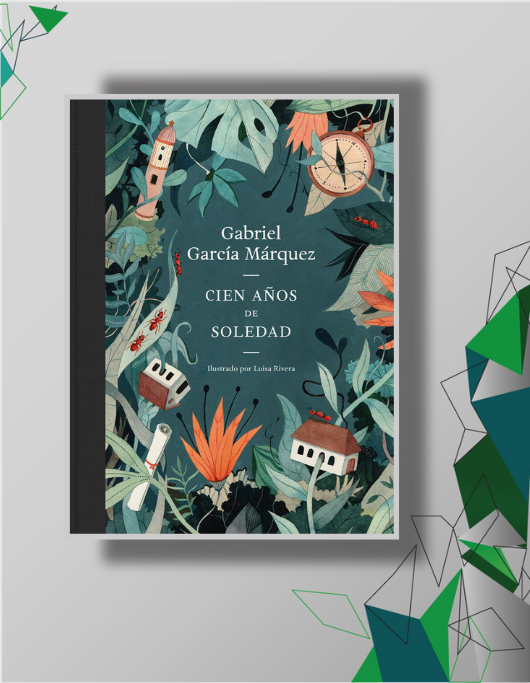 Gabriel
García Márquez
CIEN AÑOS
DE
SOLEDAD
Ilustrado por Luisa Rivera